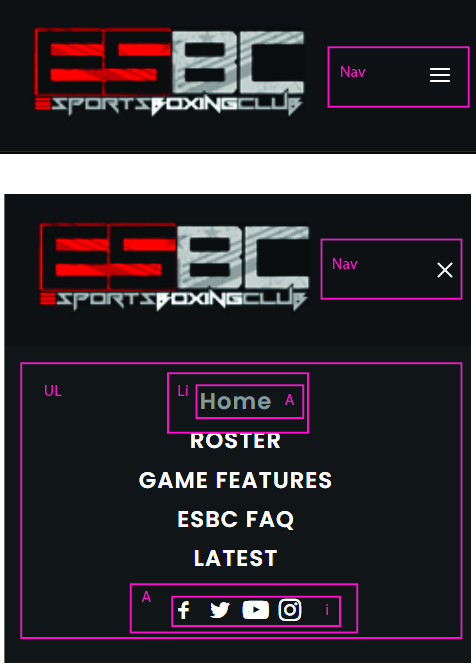 ESBC
ESPORTSBOXINGCLUB
Nav
ESBC
ESPORTSBOXINGCLUB
Nav
UL
Li
Home A
ROSTER
GAME FEATURES
ESBC FAQ
LATEST
A
f i